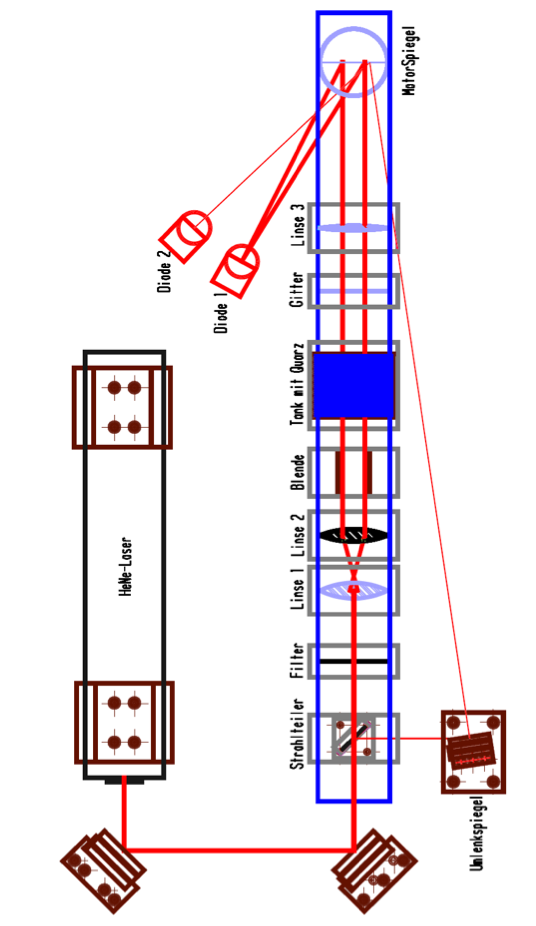 MotorSpiegel
Linse 3
Diode 2
Gitter
Diode 1
Tank mit Quarz
Blende
HeNe-Laser
Linse 2
Linse 1
Filter
Strahlteiler
Umlenkspiegel